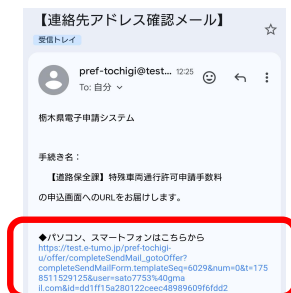 【連絡先アドレス確認メール】
受信トレイ
pref-tochigi@test... 12:25
To: 自分
栃木県電子申請システム
手続き名：
【道路保全課】特殊車両通行許可申請手数料
の申込画面へのURLをお届けします。
◆パソコン、スマートフォンはこちらから
https://test.e-tumo.jp/pref-tochigi-
u/offer/completeSendMail_gotoOffer?
completeSendMailForm.templateSeq=6029&num=0&t=175
8511529125&user=sato7753%40gma
il.com&id=dd1ff15a280122ceec48989609f6fdd2